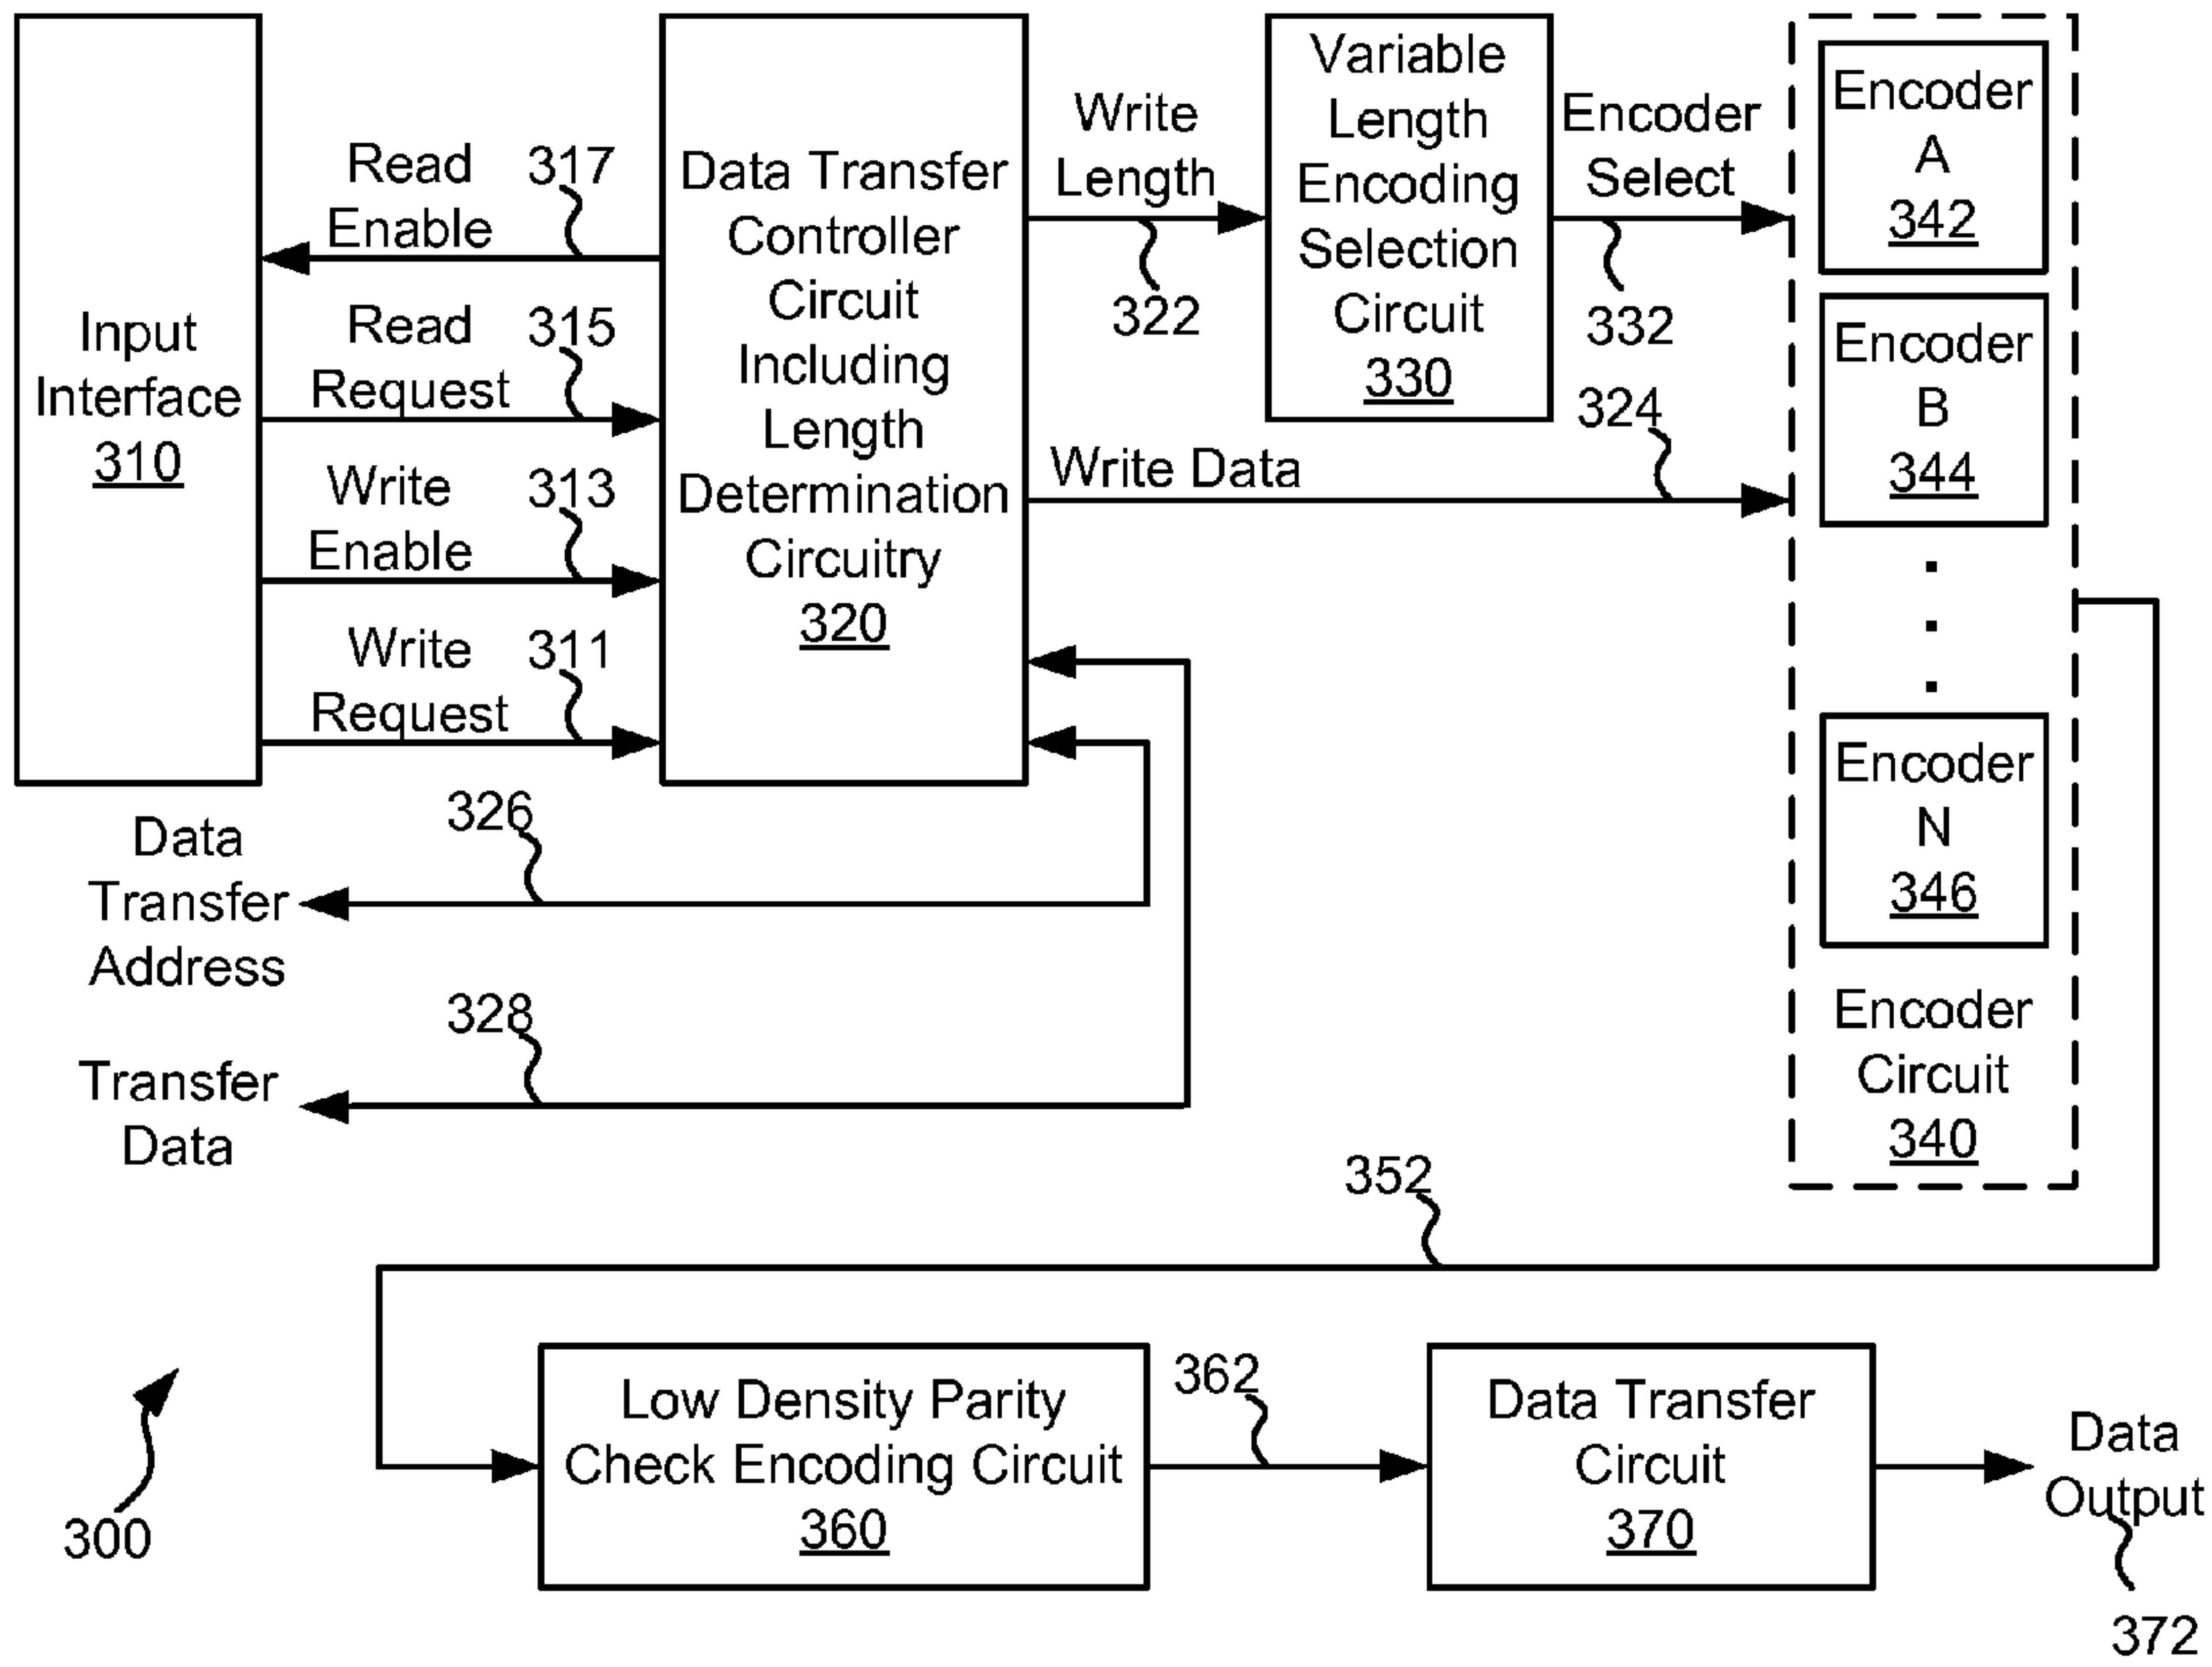 Input
Interface
310
Read
Enable
317
Read
Request
315
Write
Enable
313
Write
Request
311
Data Transfer
Controller
Circuit
Including
Length
Determination
Circuitry
320
Write
Length
322
Variable
Length
Encoding
Selection
Circuit
330
Encoder
Select
332
324
Write Data
Encoder
A
342
Encoder
B
344
Encoder
N
346
Encoder
Circuit
340
Data
Transfer
Address
326
Transfer
Data
328
352
Low Density Parity
Check Encoding Circuit
360
362
Data Transfer
Circuit
370
Data
Output
372
300